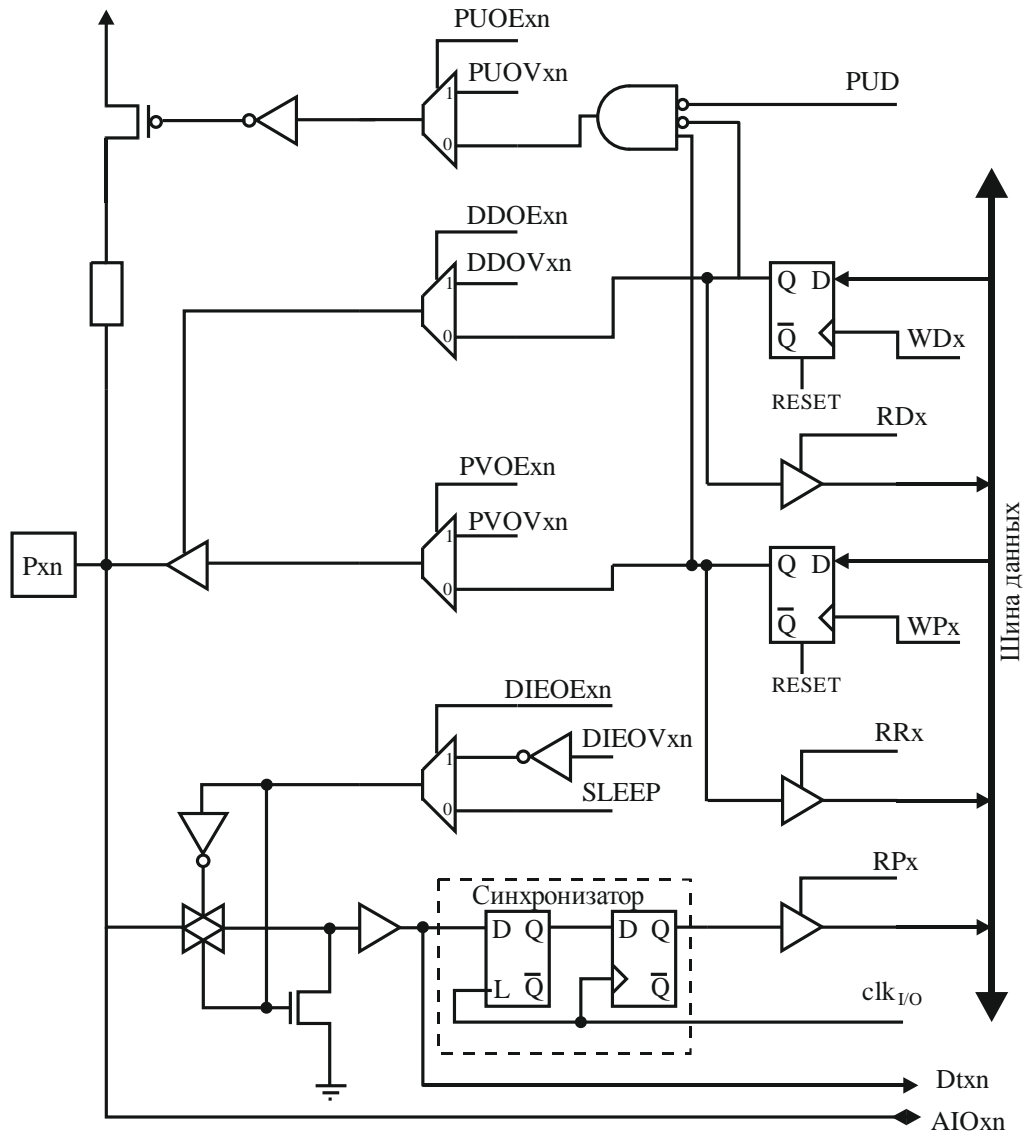 PUOExn
PUOVxn
1
0
PUD
DDOExn
DDOVxn
1
0
Q D
Q̅
WDx
RESET
RDx
PVOExn
PVOVxn
1
0
Pxn
Q D
Q̅
WPx
RESET
Шина данных
DIEOExn
DIEOVxn
1
SLEEP
0
RRx
RPx
Синхронизатор
D Q
L Q̅
D Q
Q̅
clk I/O
Dtxn
AIOxn